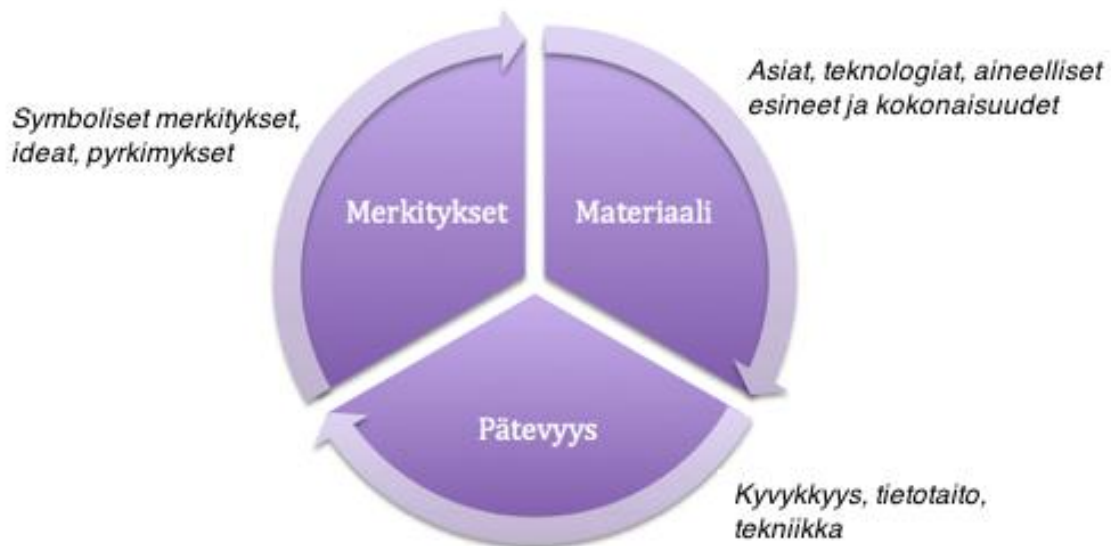 Asiat, teknologiat, aineelliset
esineet ja kokonaisuudet
Symboliset merkitykset,
ideat, pyrkimykset
Merkitykset
Materiaali
Pätevyys
Kyvykkyys, tietotaito,
tekniikka